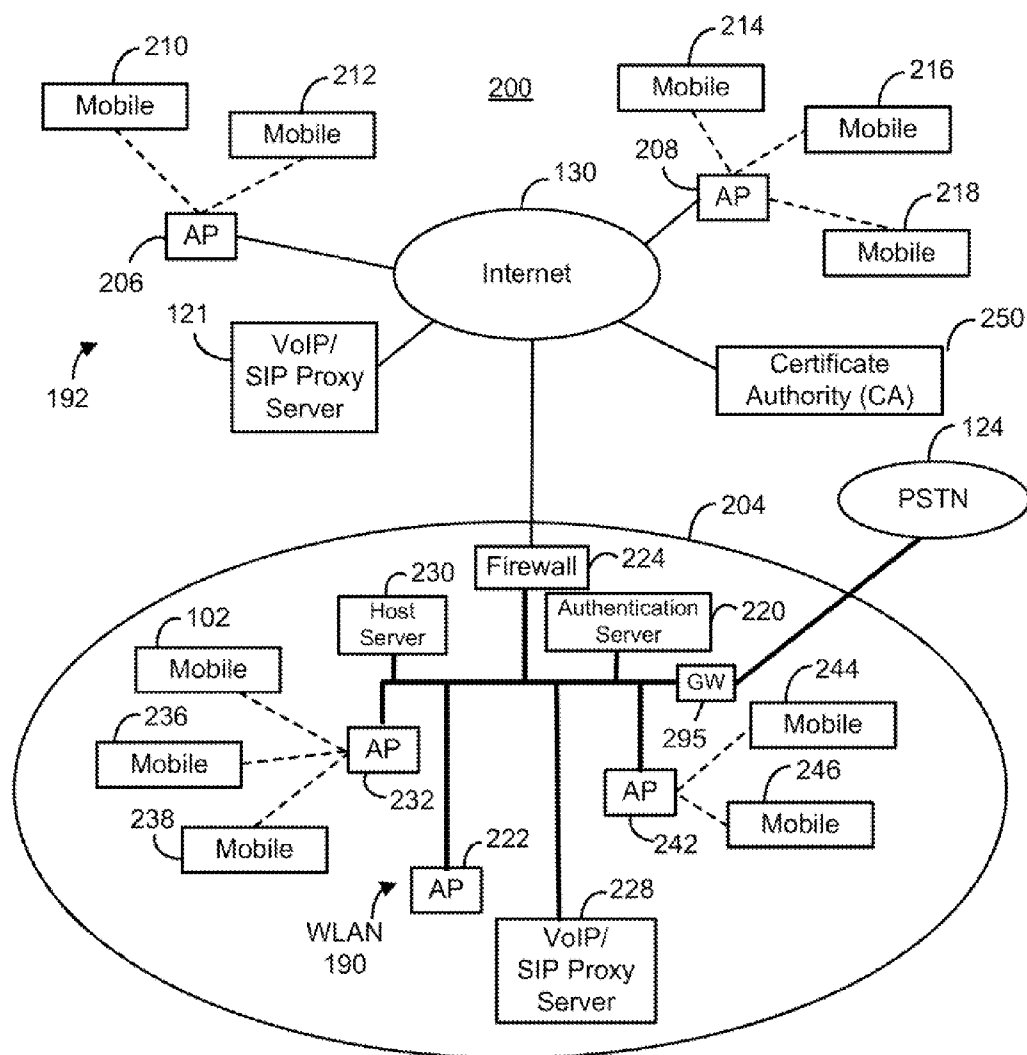 210
214
212
200
216
Mobile
Mobile
Mobile
Mobile
208
130
218
AP
AP
Mobile
206
Internet
121
VoIP/
SIP Proxy
Server
250
Certificate
Authority (CA)
192
124
PSTN
204
Firewall
224
230
Host
Server
Authentication
Server
220
102
Mobile
GW
244
236
295
Mobile
AP
Mobile
232
AP
246
238
242
Mobile
Mobile
222
AP
228
WLAN
190
VoIP/
SIP Proxy
Server